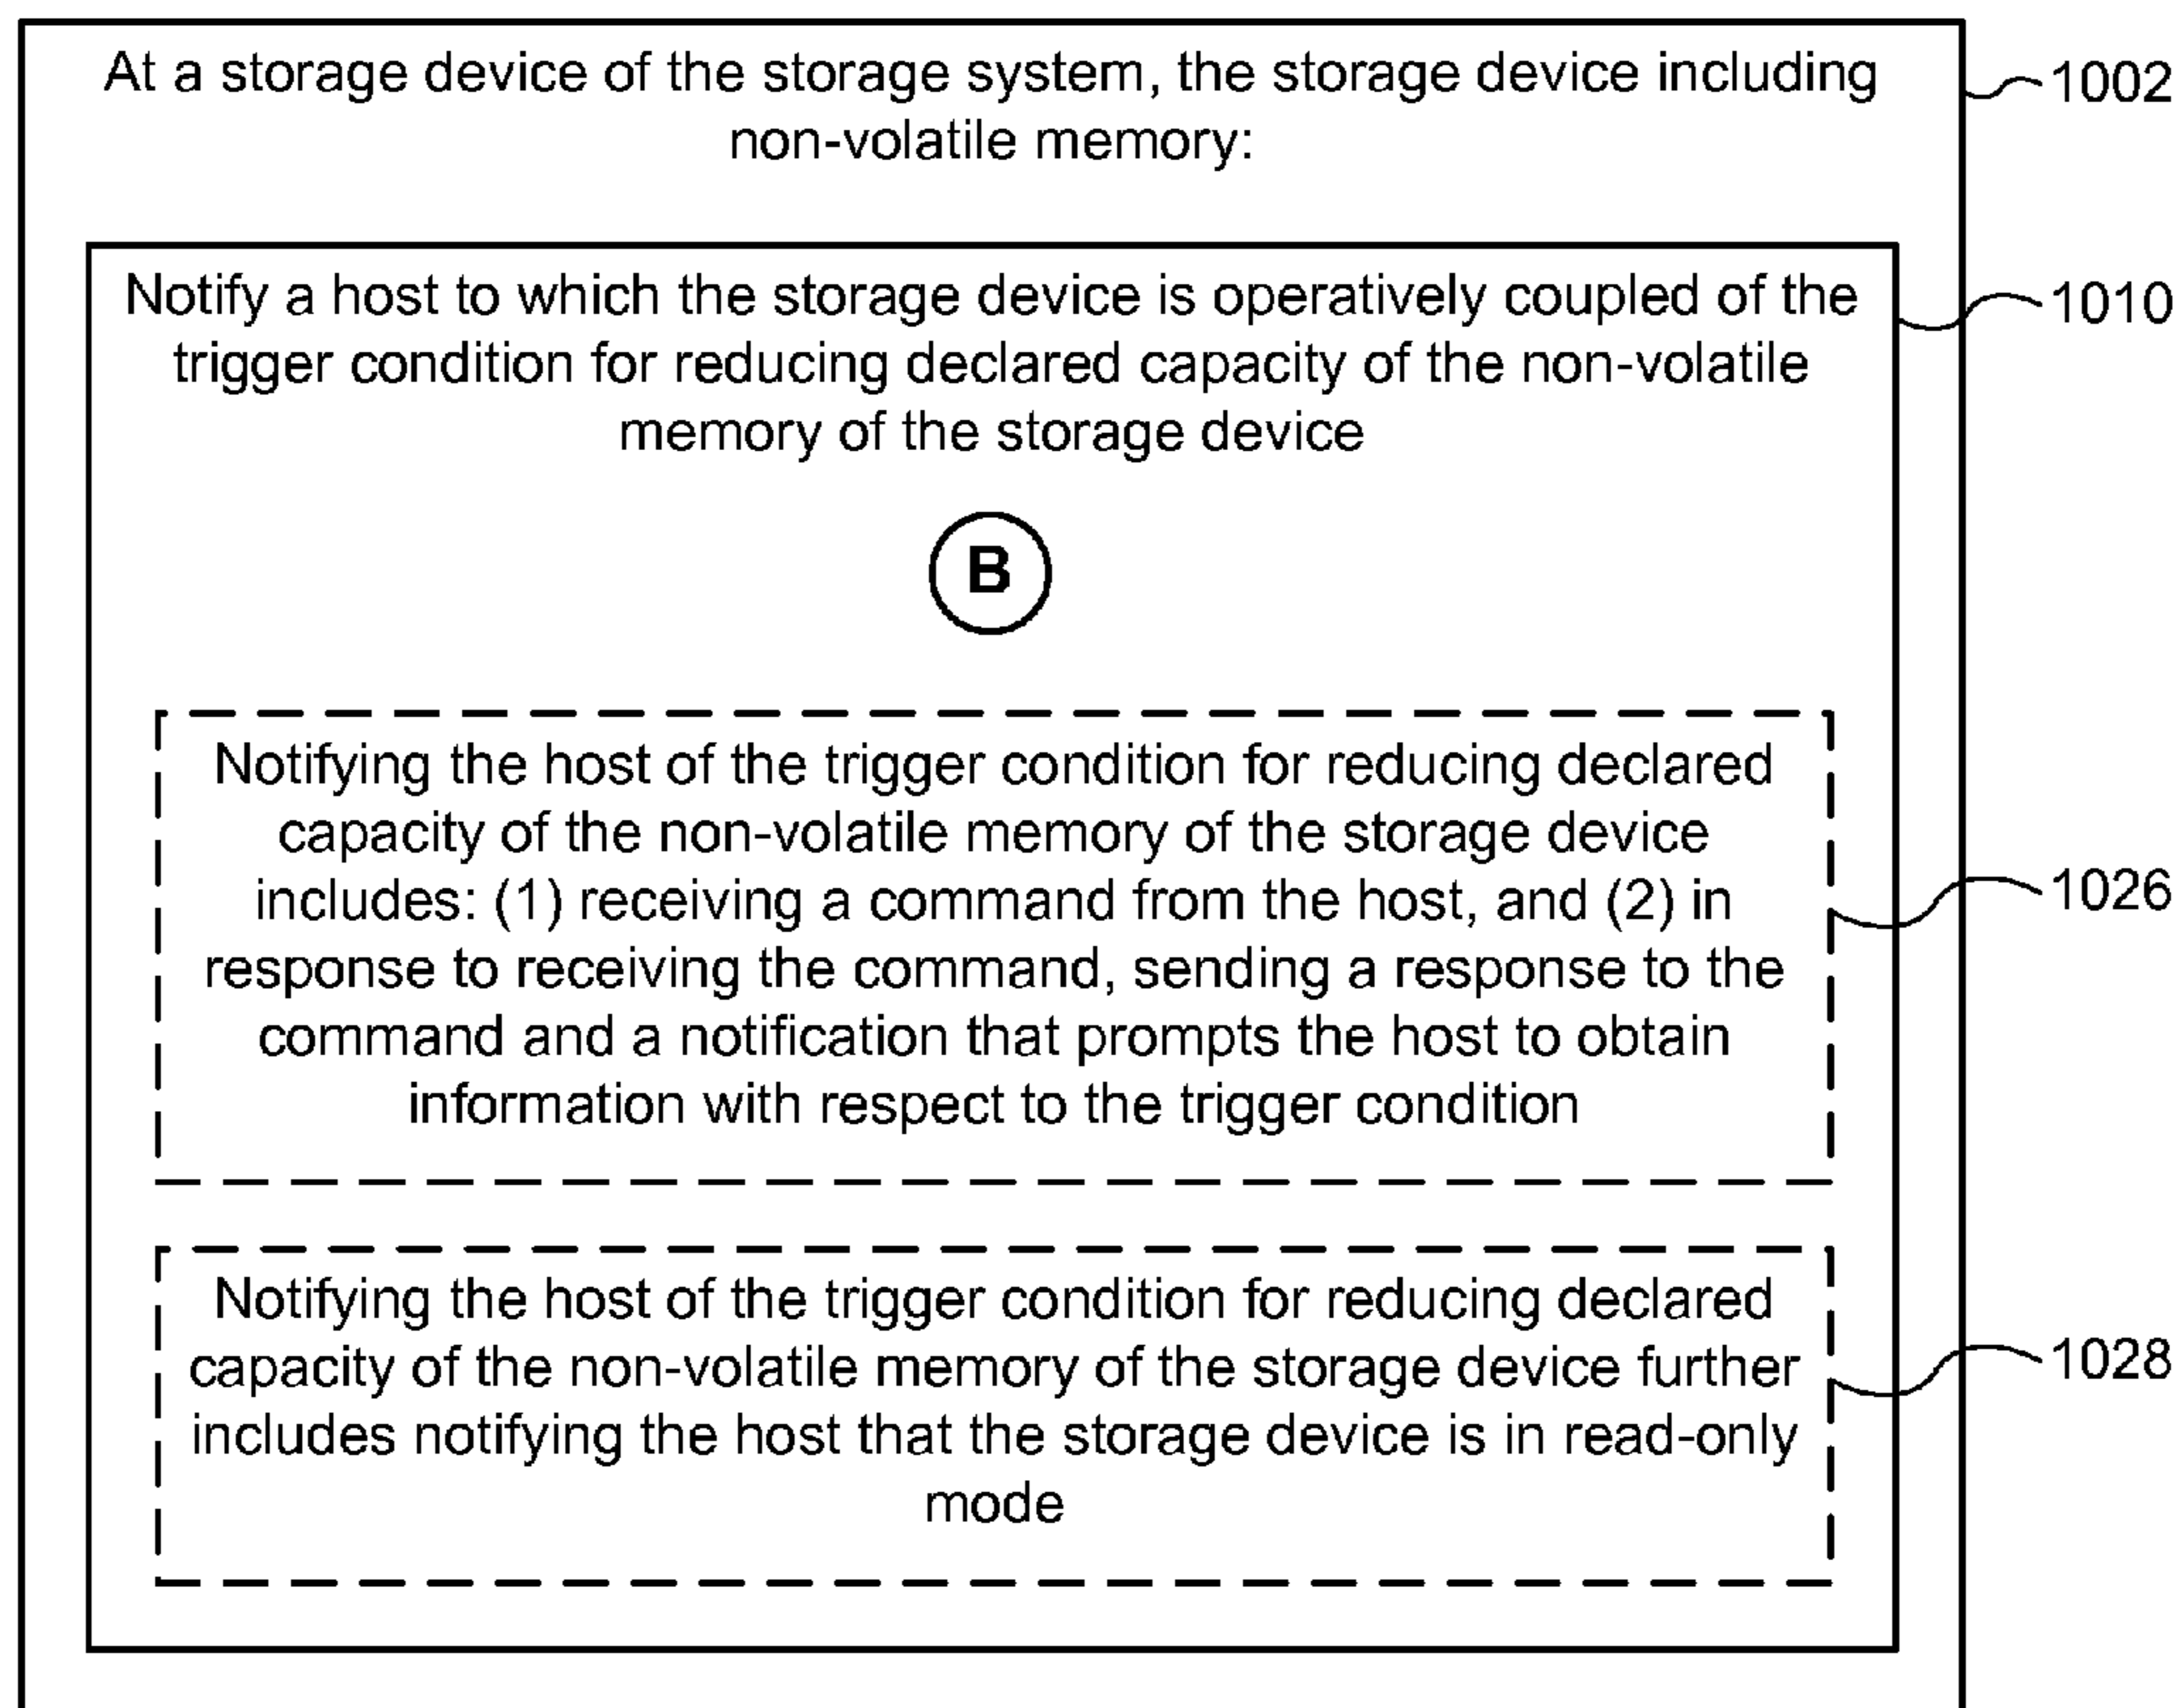 At a storage device of the storage system, the storage device including
non-volatile memory:
1002
Notify a host to which the storage device is operatively coupled of the
trigger condition for reducing declared capacity of the non-volatile
memory of the storage device
1010
B
Notifying the host of the trigger condition for reducing declared
capacity of the non-volatile memory of the storage device
includes: (1) receiving a command from the host, and (2) in
response to receiving the command, sending a response to the
command and a notification that prompts the host to obtain
information with respect to the trigger condition
1026
Notifying the host of the trigger condition for reducing declared
capacity of the non-volatile memory of the storage device further
includes notifying the host that the storage device is in read-only
mode
1028